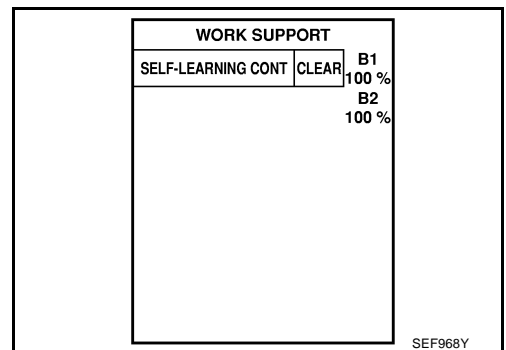 WORK SUPPORT
SELF-LEARNING CONT CLEAR B1
100 %
B2
100 %
SEF968Y